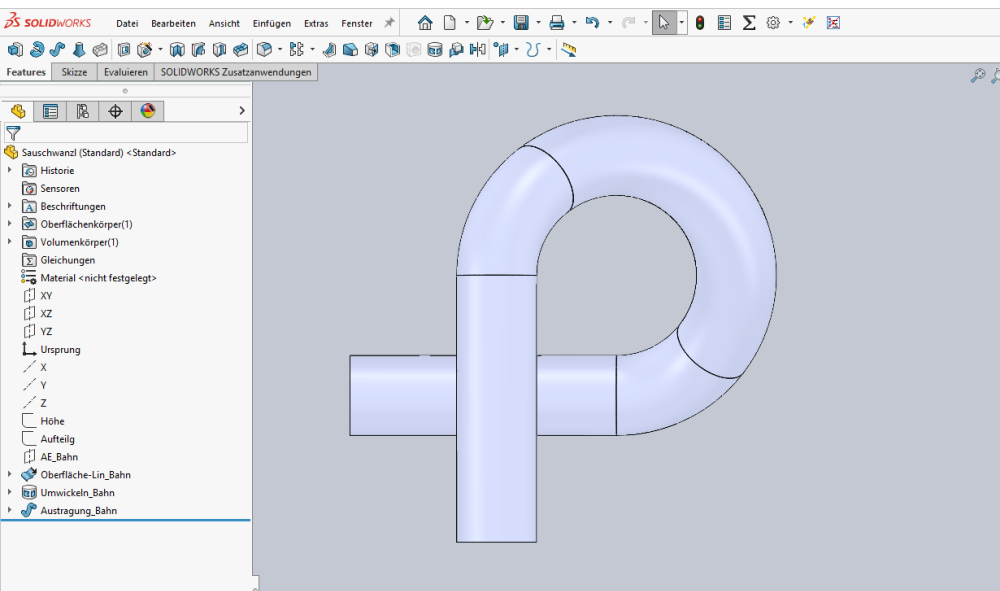 SOLIDWORKS Datei Bearbeiten Ansicht Einfügen Extras Fenster
Features Skizze Evaluieren SOLIDWORKS Zusatzanwendungen
Sauschwanzl (Standard) <Standard>
Historie
Sensoren
Beschriftungen
Oberflächenkörper(1)
Volumenkörper(1)
Gleichungen
Material <nicht festgelegt>
XY
XZ
YZ
Ursprung
X
Y
Z
Höhe
Aufteilg
AE_Bahn
Oberfläche-Lin_Bahn
Umwickeln_Bahn
Austragung_Bahn